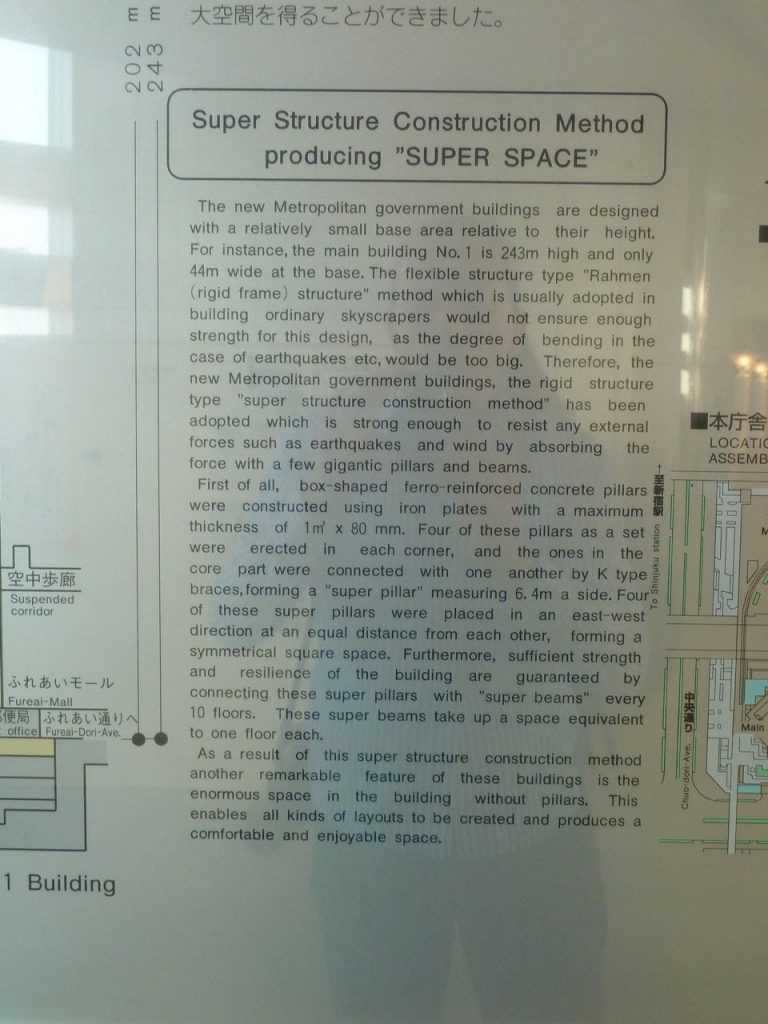 大空間を得ることができました。
202 m
243 m
Super Structure Construction Method
producing "SUPER SPACE"
The new Metropolitan government buildings are designed
with a relatively small base area relative to their height.
For instance, the main building No. 1 is 243m high and only
44m wide at the base. The flexible structure type "Rahmen
(rigid frame) structure" method which is usually adopted in
building ordinary skyscrapers would not ensure enough
strength for this design, as the degree of bending in the
case of earthquakes etc, would be too big. Therefore, the
new Metropolitan government buildings, the rigid structure
type "super structure construction method" has been
adopted which is strong enough to resist any external
forces such as earthquakes and wind by absorbing the
force with a few gigantic pillars and beams.
First of all, box-shaped ferro-reinforced concrete pillars
were constructed using iron plates with a maximum
thickness of 1㎡ x 80 mm. Four of these pillars as a set
were erected in each corner, and the ones in the
core part were connected with one another by K type
braces, forming a "super pillar" measuring 6.4m a side. Four
of these super pillars were placed in an east-west
direction at an equal distance from each other, forming a
symmetrical square space. Furthermore, sufficient strength
and resilience of the building are guaranteed by
connecting these super pillars with "super beams" every
10 floors. These super beams take up a space equivalent
to one floor each.
As a result of this super structure construction method
another remarkable feature of these buildings is the
enormous space in the building without pillars. This
enables all kinds of layouts to be created and produces a
comfortable and enjoyable space.
空中歩廊
Suspended
corridor
ふれあいモール
Fureai-Mall
便局
office
ふれあい通りへ
Fureai-Dori-Ave.
1 Building
■本庁舎
LOCATIO
ASSEMB
至新宿駅
To Shinjuku station
中央通り
Chuo-dori-Ave.
Main